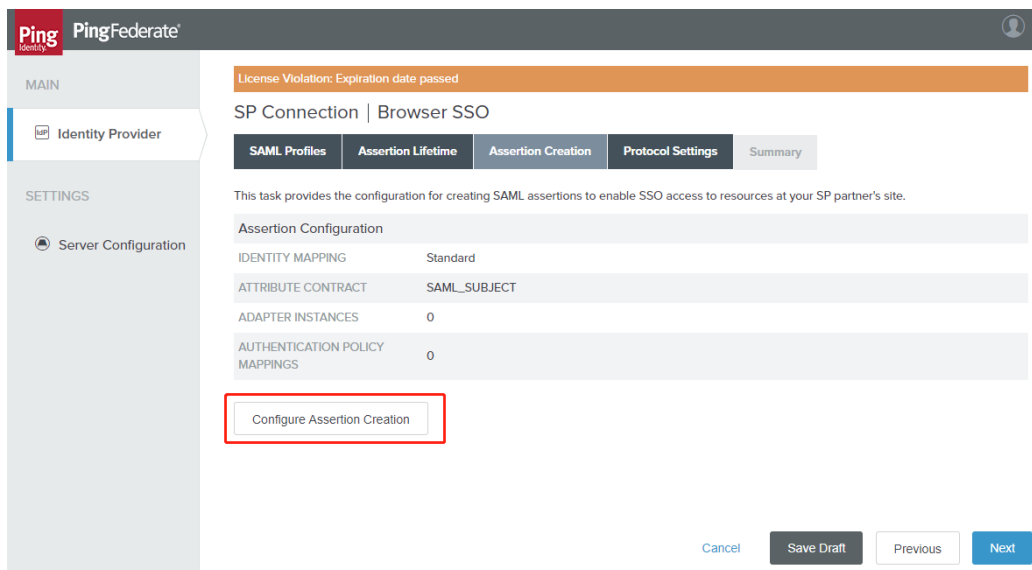 Ping
Identity
PingFederate®
MAIN
IdP Identity Provider
SETTINGS
Server Configuration
License Violation: Expiration date passed
SP Connection | Browser SSO
SAML Profiles Assertion Lifetime Assertion Creation Protocol Settings Summary
This task provides the configuration for creating SAML assertions to enable SSO access to resources at your SP partner's site.
Assertion Configuration
IDENTITY MAPPING Standard
ATTRIBUTE CONTRACT SAML_SUBJECT
ADAPTER INSTANCES 0
AUTHENTICATION POLICY
MAPPINGS 0
Configure Assertion Creation
Cancel Save Draft Previous Next